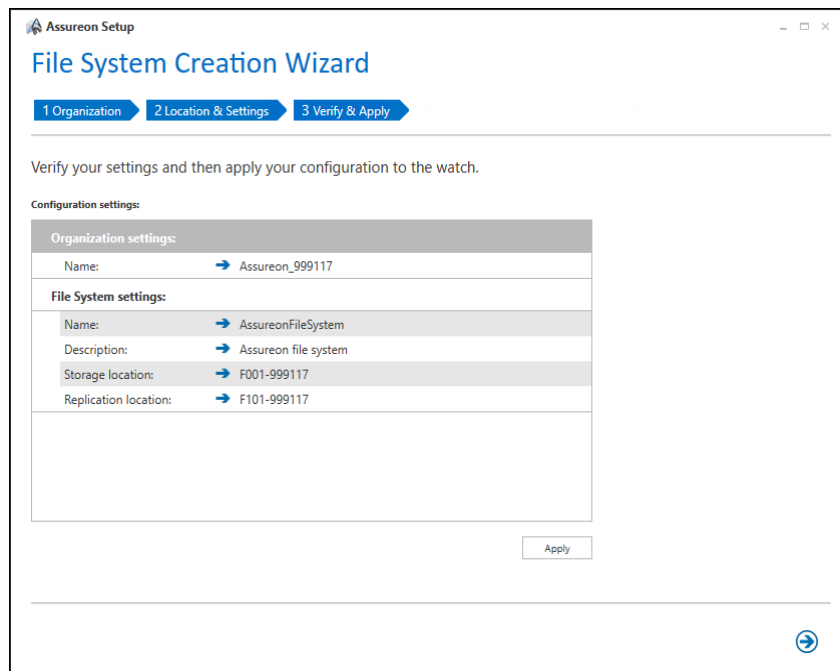 Assureon Setup
File System Creation Wizard
1 Organization 2 Location & Settings 3 Verify & Apply
Verify your settings and then apply your configuration to the watch.
Configuration settings:
Organization settings:
Name: Assureon_999117
File System settings:
Name: AssureonFileSystem
Description: Assureon file system
Storage location: F001-999117
Replication location: F101-999117
Apply